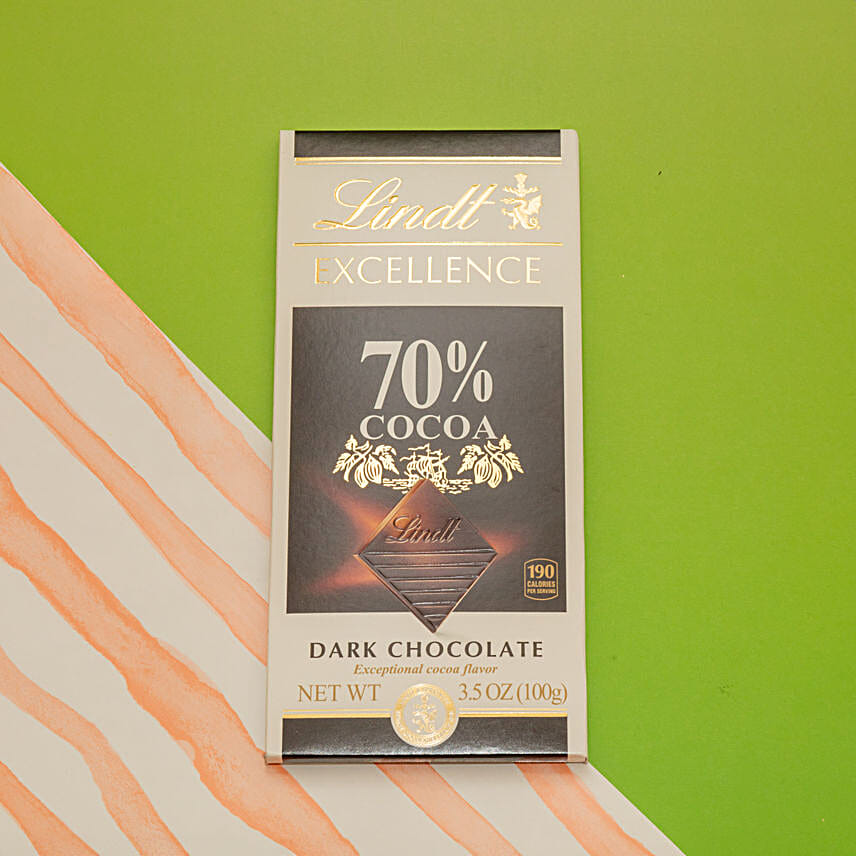 Lindt
EXCELLENCE
70%
COCOA
Lindt
190
CALORIES
PER SERVING
DARK CHOCOLATE
Exceptional cocoa flavor
NET WT 3.5 OZ (100g)